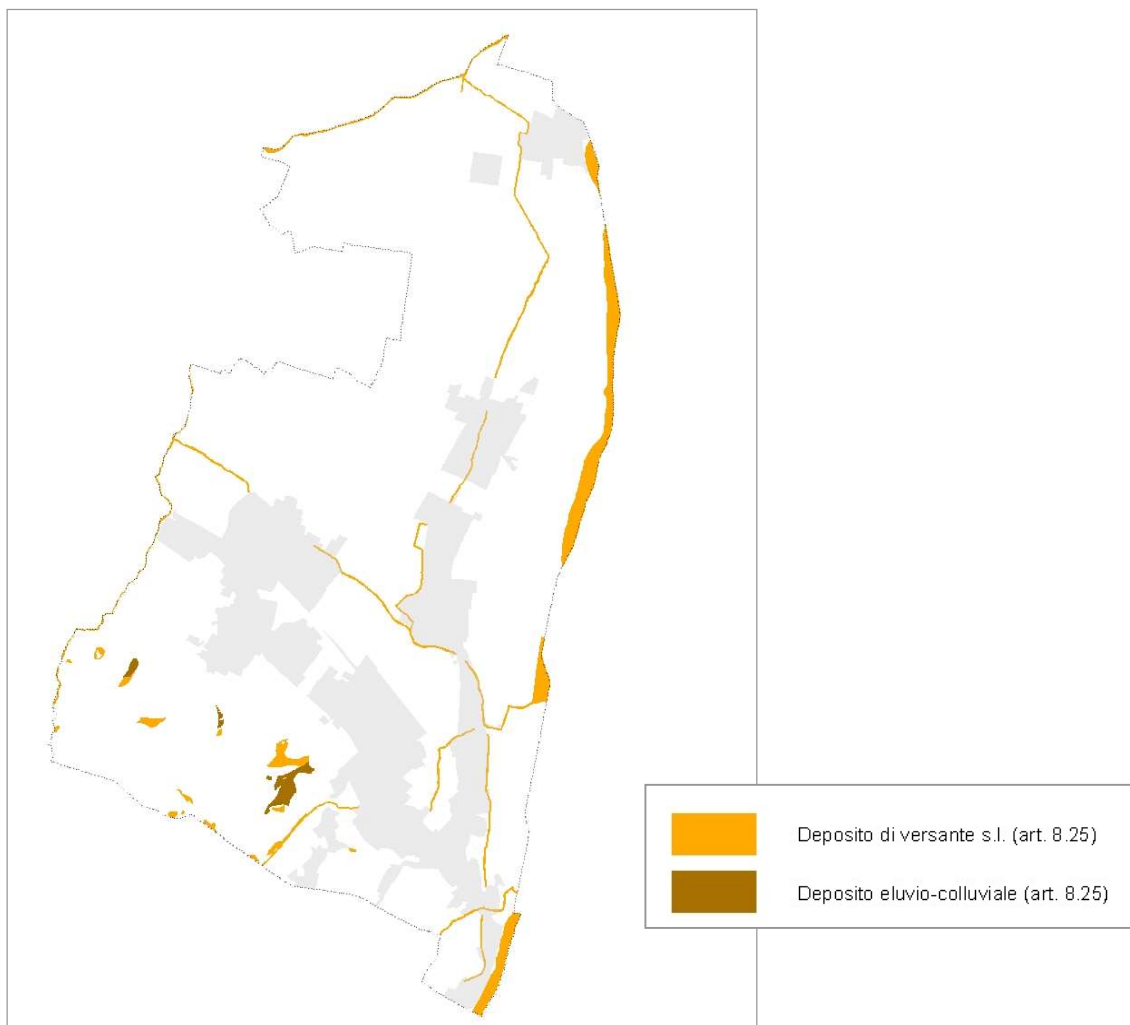 Deposito di versante s.l. (art. 8.25)
Deposito eluvio-colluviale (art. 8.25)